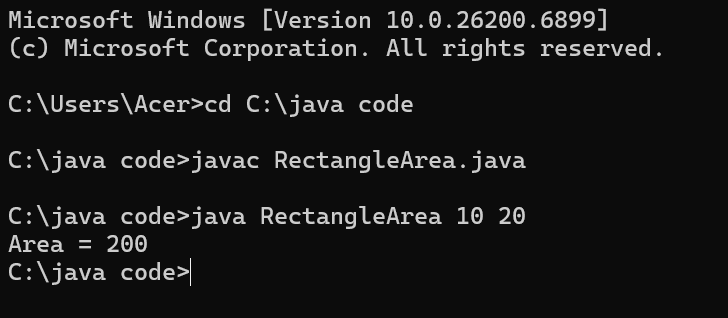 Microsoft Windows [Version 10.0.26200.6899]
(c) Microsoft Corporation. All rights reserved.
C:\Users\Acer>cd C:\java code
C:\java code>javac RectangleArea.java
C:\java code>java RectangleArea 10 20
Area = 200
C:\java code>